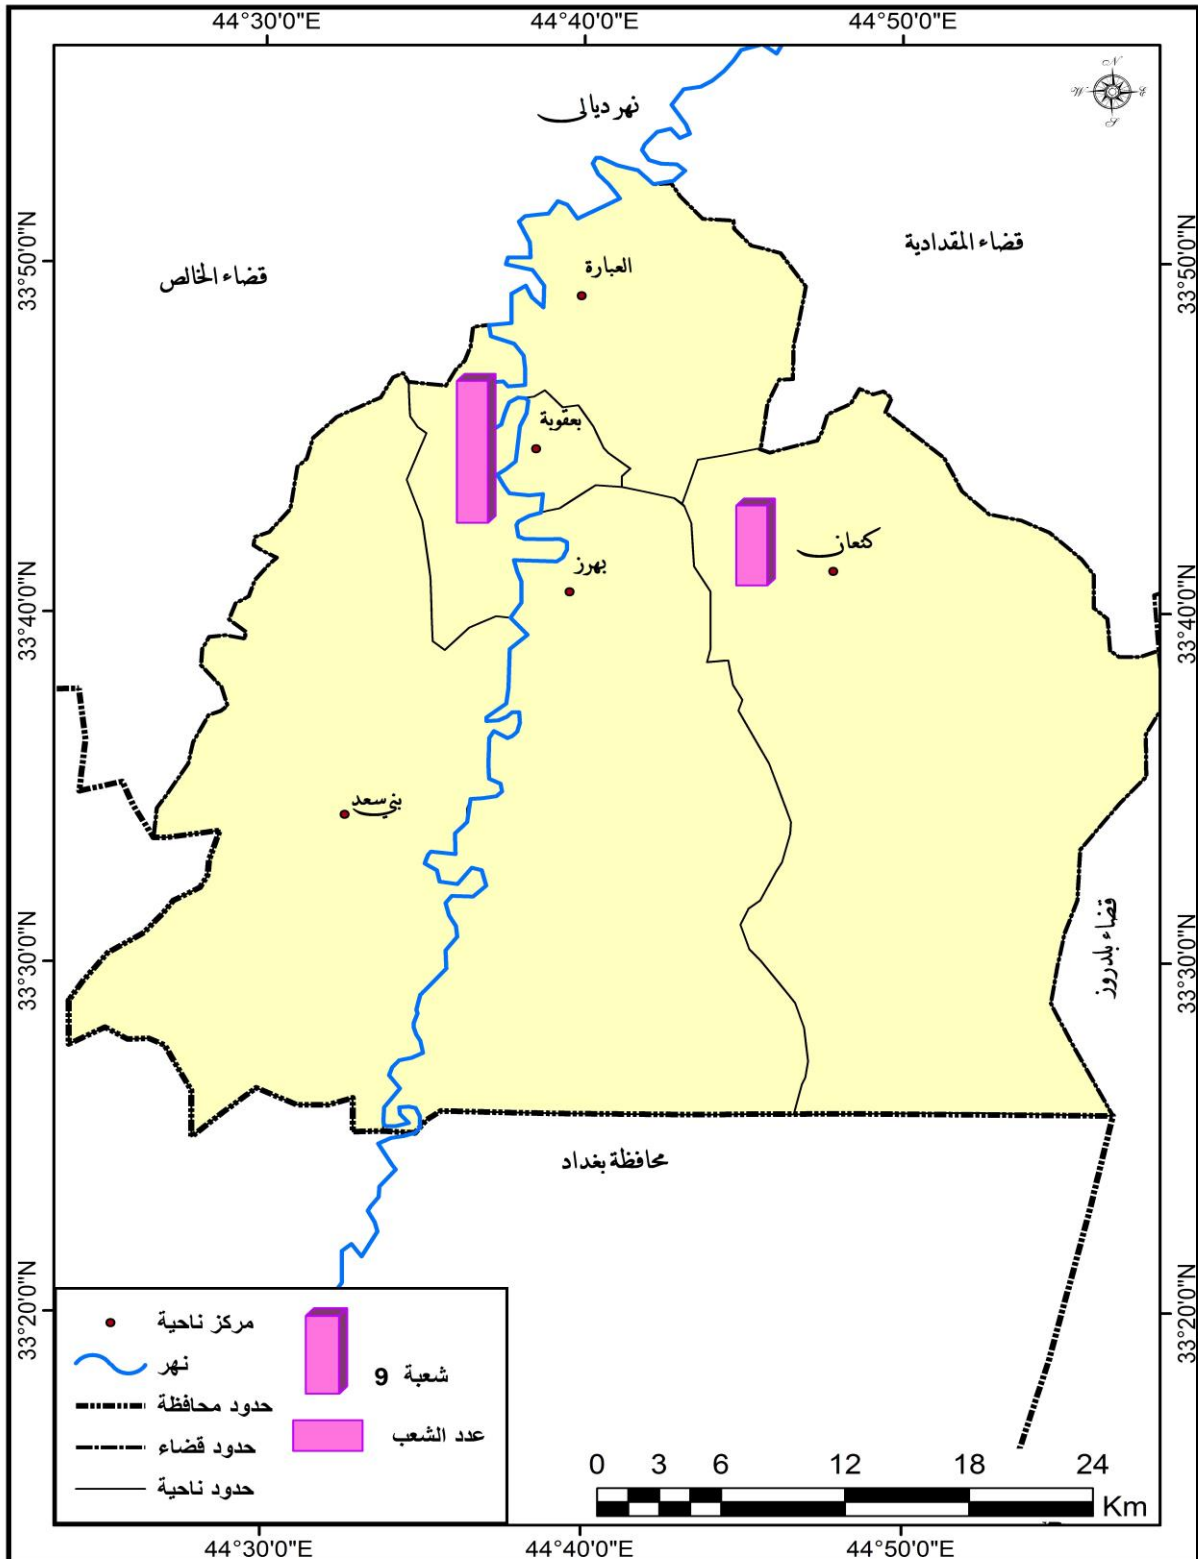 44°30'0"E 44°40'0"E 44°50'0"E
N
W E
S
نهر ديالى
33°50'0"N
33°50'0"N
قضاء المقدادية
قضاء الخالص
العبارة
بعقوبة
كنعان
بهرز
33°40'0"N
33°40'0"N
بني سعد
قضاء بلدروز
33°30'0"N
33°30'0"N
محافظة بغداد
33°20'0"N
33°20'0"N
مركز ناحية
نهر
حدود محافظة
حدود قضاء
حدود ناحية
9 شعبة
عدد الشعب
0 3 6 12 18 24
Km
44°30'0"E 44°40'0"E 44°50'0"E